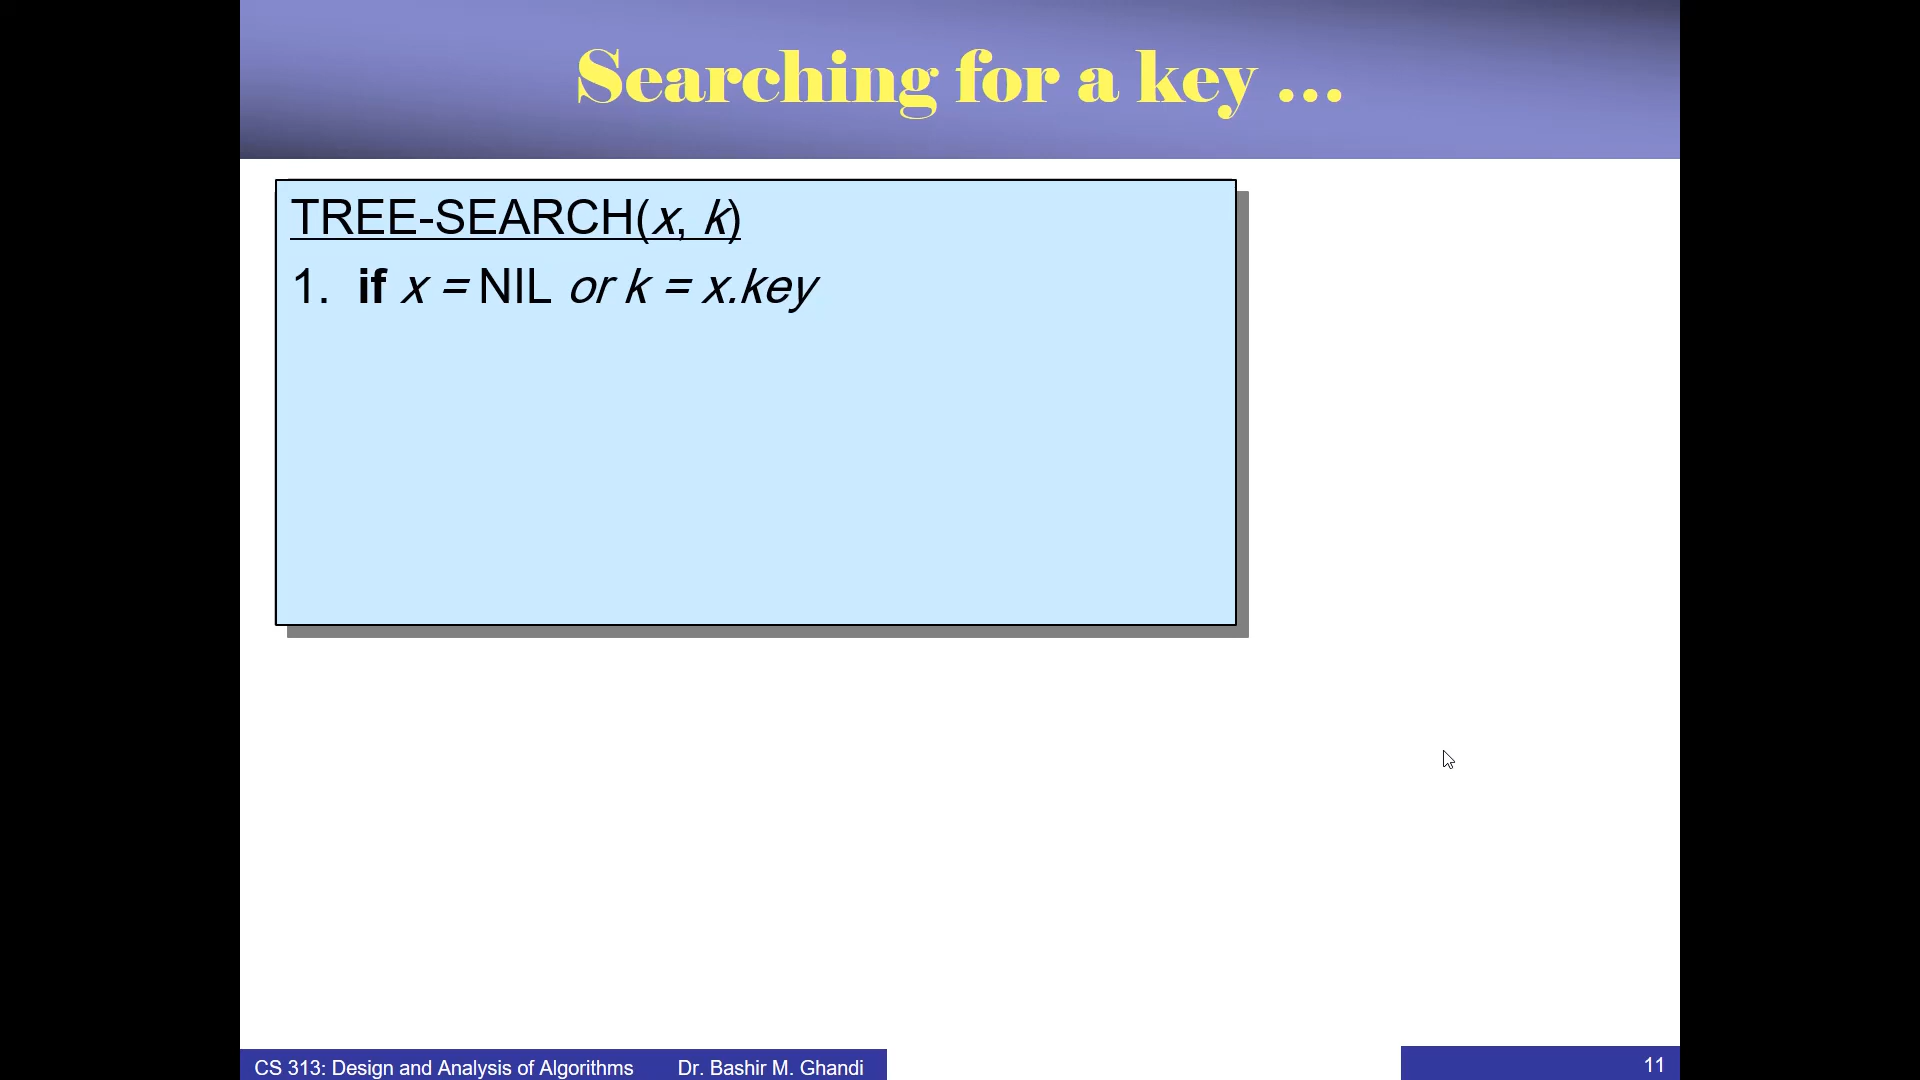 Searching for a key ...
TREE-SEARCH(x, k)
1. if x = NIL or k = x.key
CS 313: Design and Analysis of Algorithms Dr. Bashir M. Ghandi
11